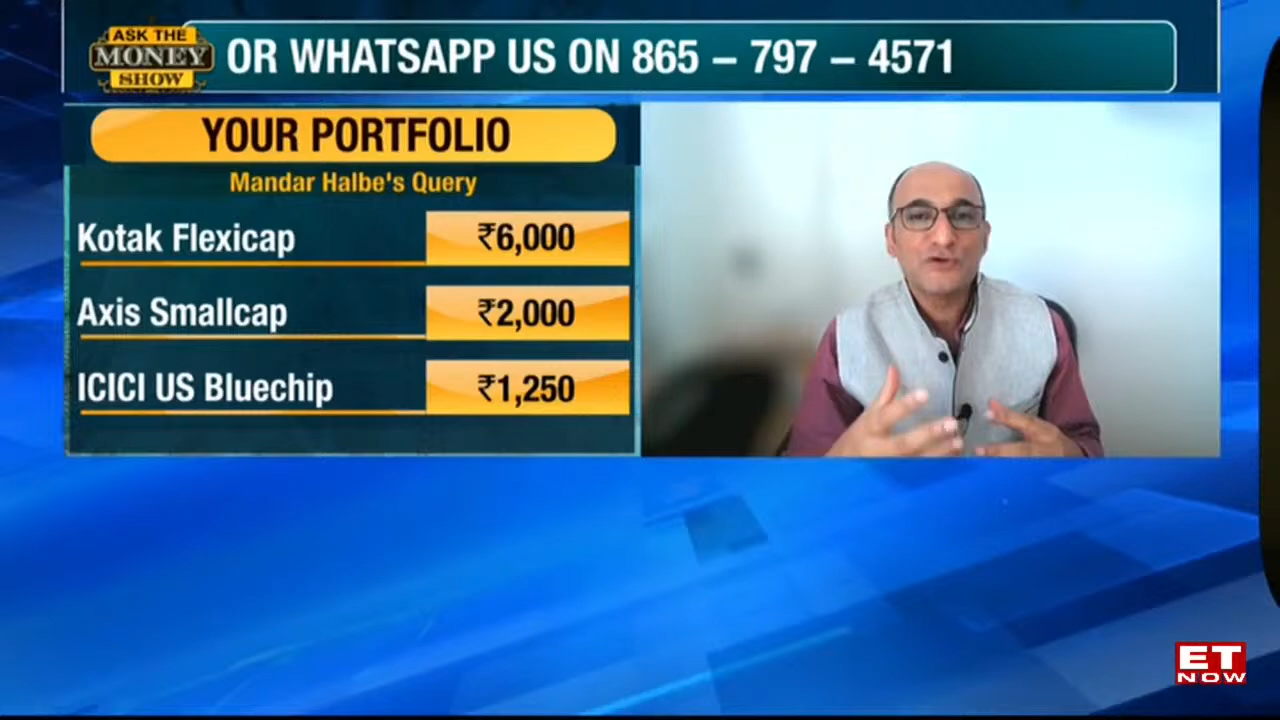 ASK THE
MONEY
SHOW
OR WHATSAPP US ON 865 – 797 – 4571
YOUR PORTFOLIO
Mandar Halbe's Query
Kotak Flexicap ₹6,000
Axis Smallcap ₹2,000
ICICI US Bluechip ₹1,250
ET
NOW